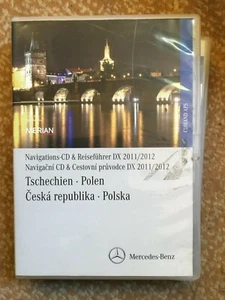 MERIAN
Navigations-CD & Reiseführer DX 2011/2012
Navigační CD & Cestovní průvodce DX 2011/2012
Tschechien · Polen
Česká republika · Polska
Mercedes-Benz